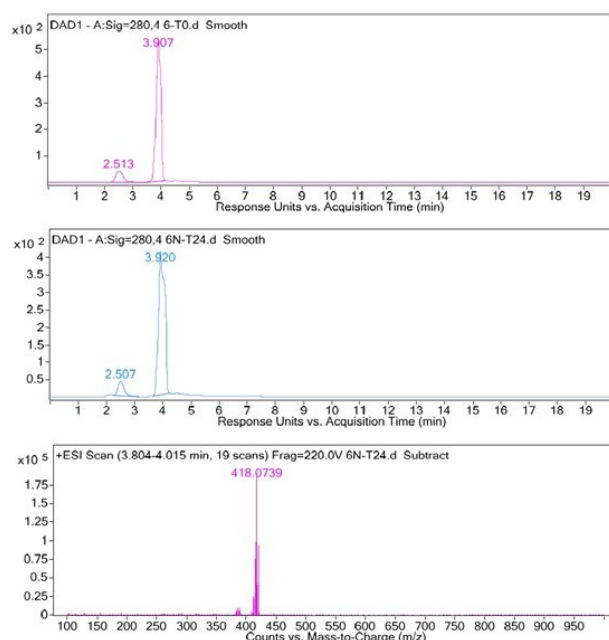 x10 2
DAD1 - A:Sig=280,4 6-T0.d Smooth
5
4
3
2
1
2.513
3.907
1 2 3 4 5 6 7 8 9 10 11 12 13 14 15 16 17 18 19
Response Units vs. Acquisition Time (min)
x10 2
DAD1 - A:Sig=280,4 6N-T24.d Smooth
4
3.5
3
2.5
2
1.5
1
0.5
2.507
3.920
1 2 3 4 5 6 7 8 9 10 11 12 13 14 15 16 17 18 19
Response Units vs. Acquisition Time (min)
x10 5
+ESI Scan (3.804-4.015 min, 19 scans) Frag=220.0V 6N-T24.d Subtract
418.0739
1.75
1.5
1.25
1
0.75
0.5
0.25
0
100 150 200 250 300 350 400 450 500 550 600 650 700 750 800 850 900 950
Counts vs. Mass-to-Charge (m/z)